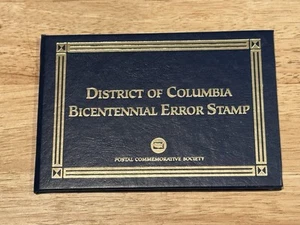 DISTRICT OF COLUMBIA
BICENTENNIAL ERROR STAMP
POSTAL COMMEMORATIVE SOCIETY